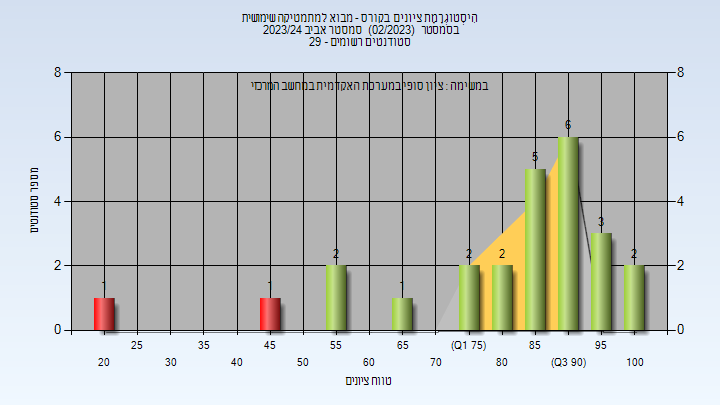 היסטוגרמת ציונים בקורס - מבוא למתמטיקה שימושית
בסמסטר (02/2023) סמסטר אביב 2023/24
סטודנטים רשומים - 29
במשימה : ציון סופי במערכת האקדמית במחשב המרכזי
8 8
6 6
4 4
2 2
0 0
מספר סטודנטים
1 1 2 1 2 2 5 6 3 2
25 35 45 55 65 (Q1 75) 85 95
20 30 40 50 60 70 80 (Q3 90) 100
טווח ציונים